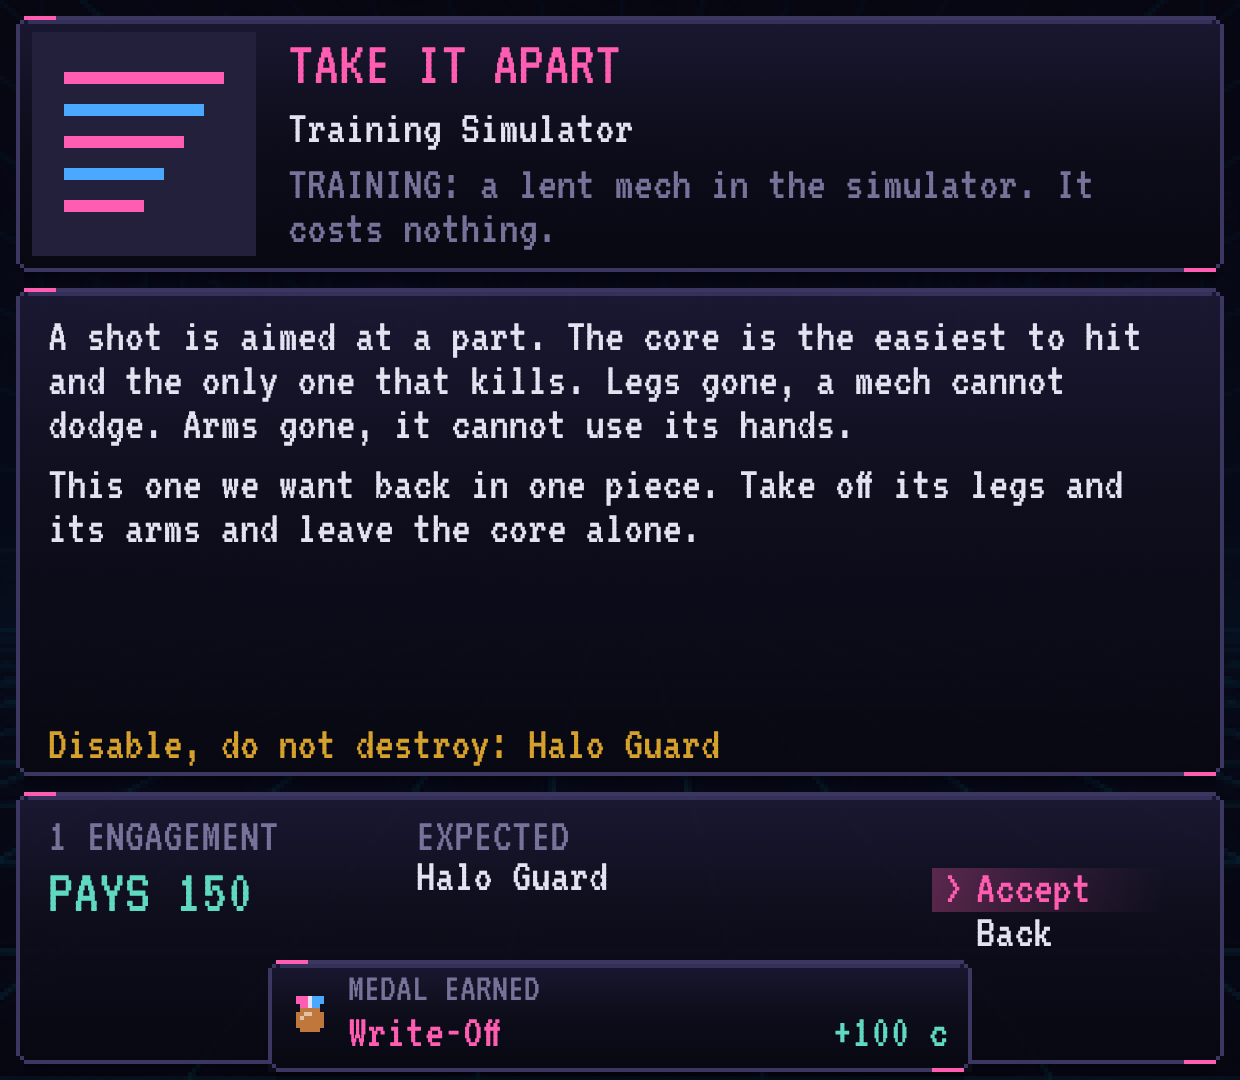 TAKE IT APART
Training Simulator
TRAINING: a lent mech in the simulator. It
costs nothing.
A shot is aimed at a part. The core is the easiest to hit
and the only one that kills. Legs gone, a mech cannot
dodge. Arms gone, it cannot use its hands.
This one we want back in one piece. Take off its legs and
its arms and leave the core alone.
Disable, do not destroy: Halo Guard
1 ENGAGEMENT
PAYS 150
EXPECTED
Halo Guard
> Accept
Back
MEDAL EARNED
Write-Off +100 c